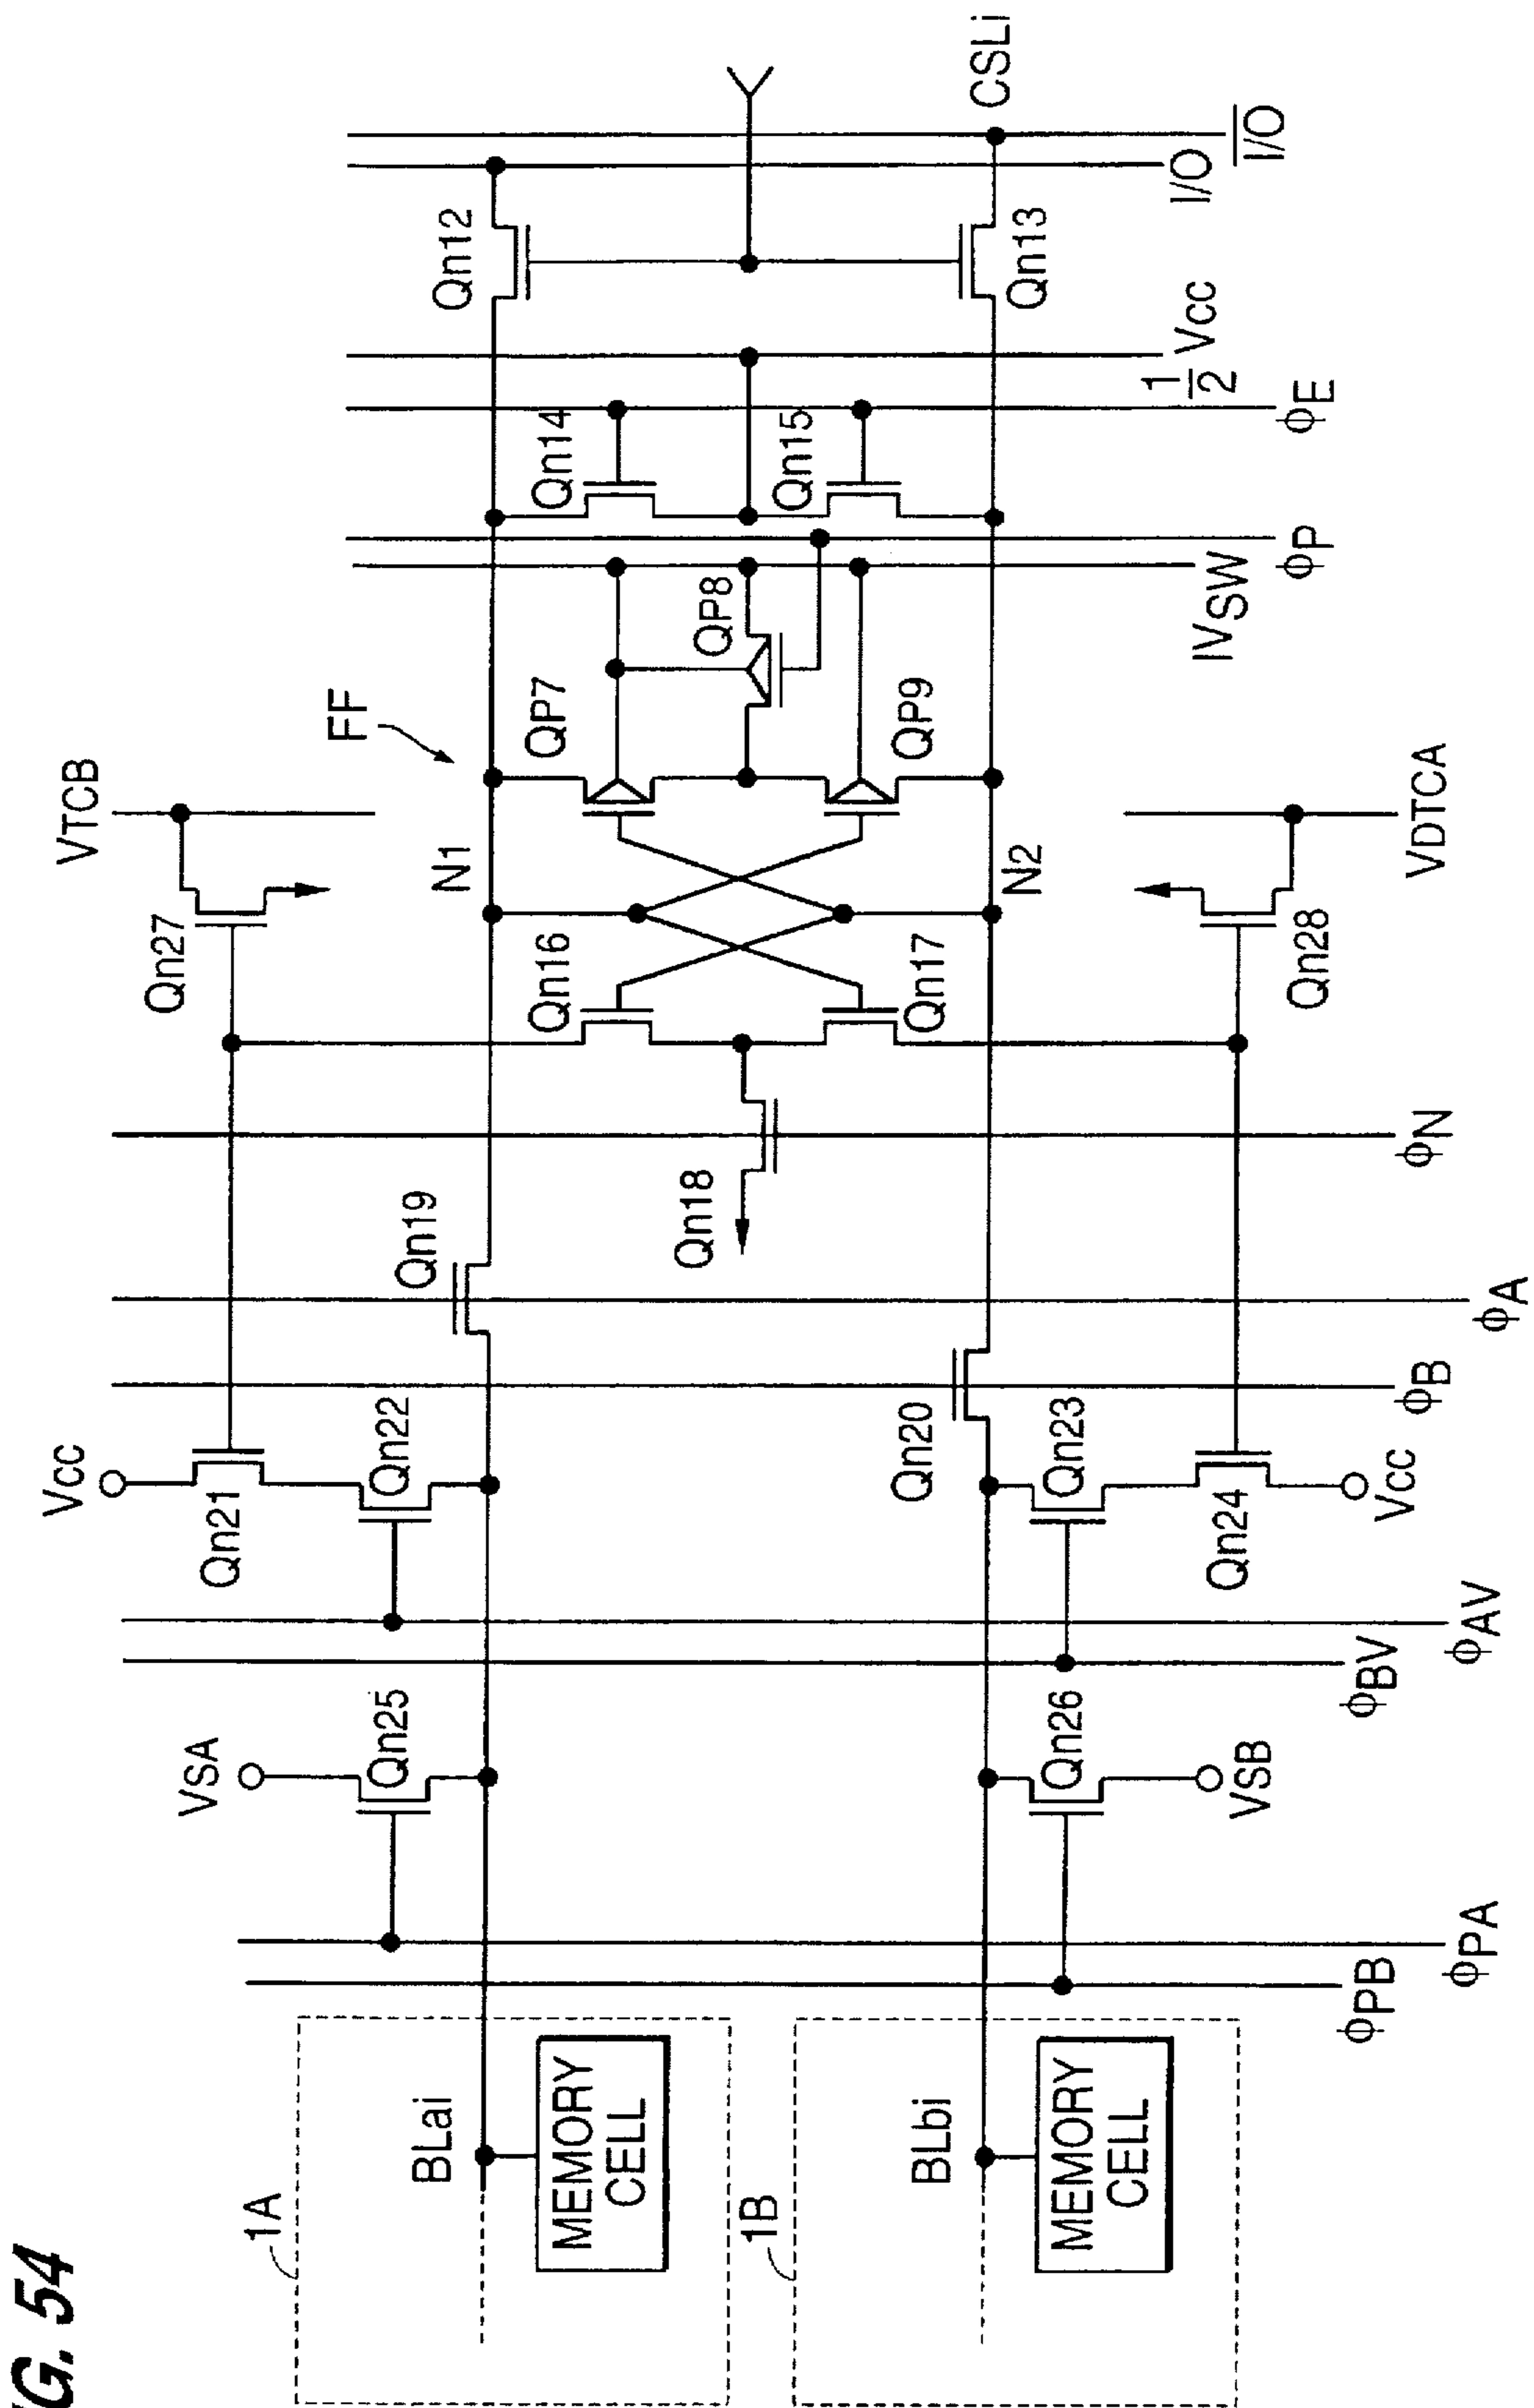 FIG. 54
1A
BLai
MEMORY
CELL
1B
BLbi
MEMORY
CELL
VSA
Qn25
Qn26
VSB
ϕPB
ϕPA
ϕBV
ϕAV
Vcc
Qn21
Qn22
Qn20
Qn23
Qn24
Vcc
ϕB
ϕA
Qn19
Qn18
ϕN
Qn27
VTCB
Qn16
Qn17
N1
N2
Qn28
VDTCA
FF
QP7
QP8
QP9
IVSW
ϕP
Qn14
Qn15
ϕE
1/2
Vcc
Qn12
Qn13
I/O
I/O
CSLi